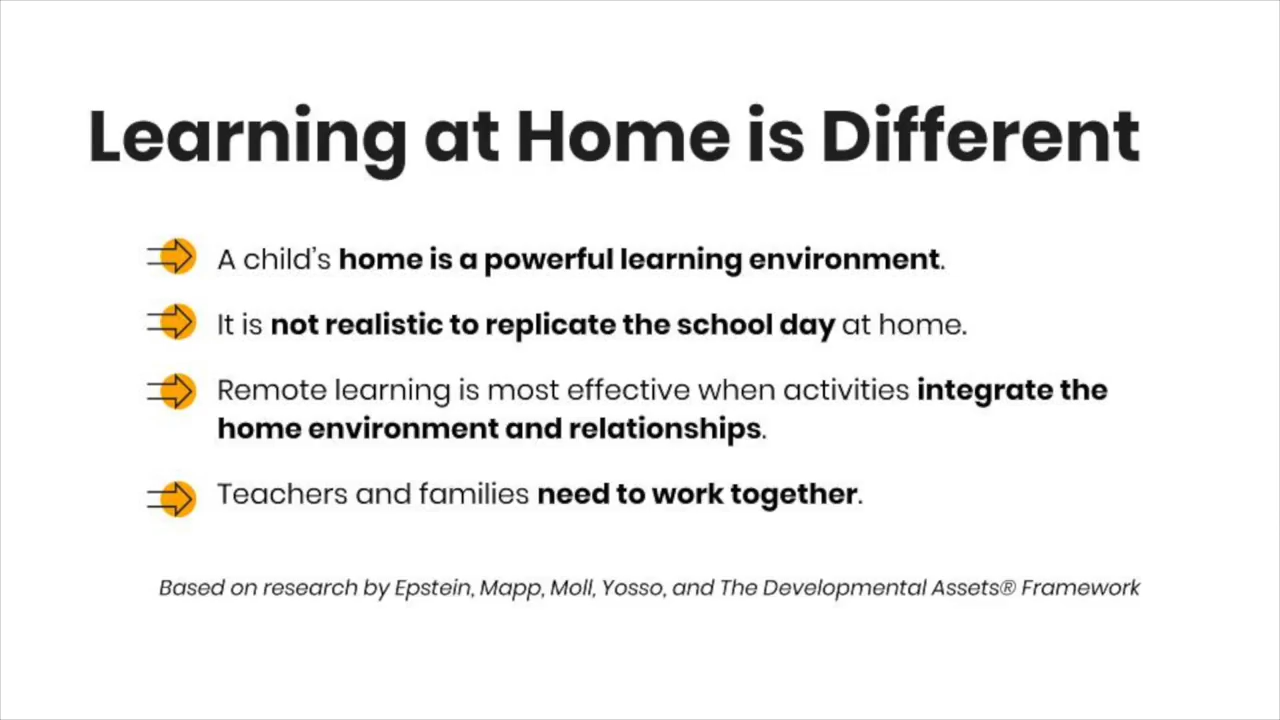 Learning at Home is Different
A child’s home is a powerful learning environment.
It is not realistic to replicate the school day at home.
Remote learning is most effective when activities integrate the
home environment and relationships.
Teachers and families need to work together.
Based on research by Epstein, Mapp, Moll, Yosso, and The Developmental Assets® Framework